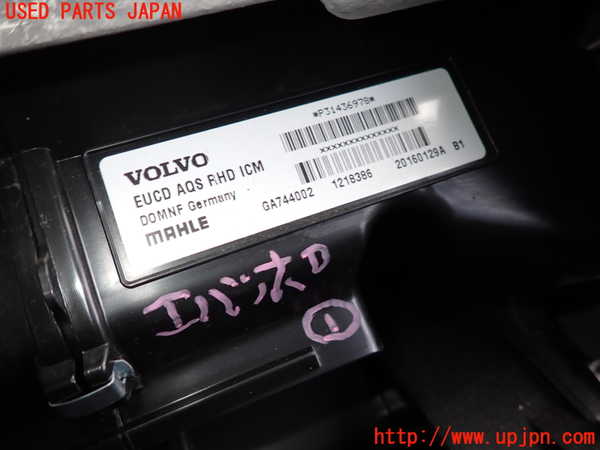 USED PARTS JAPAN
*P31436978*
xxxxxxxxxxxxxx
VOLVO
EUCD AQS RHD ICM
DOMNF Germany
GA744002 1218386 20160129A B1
MAHLE
エバポD
1
http://www.upjpn.com/